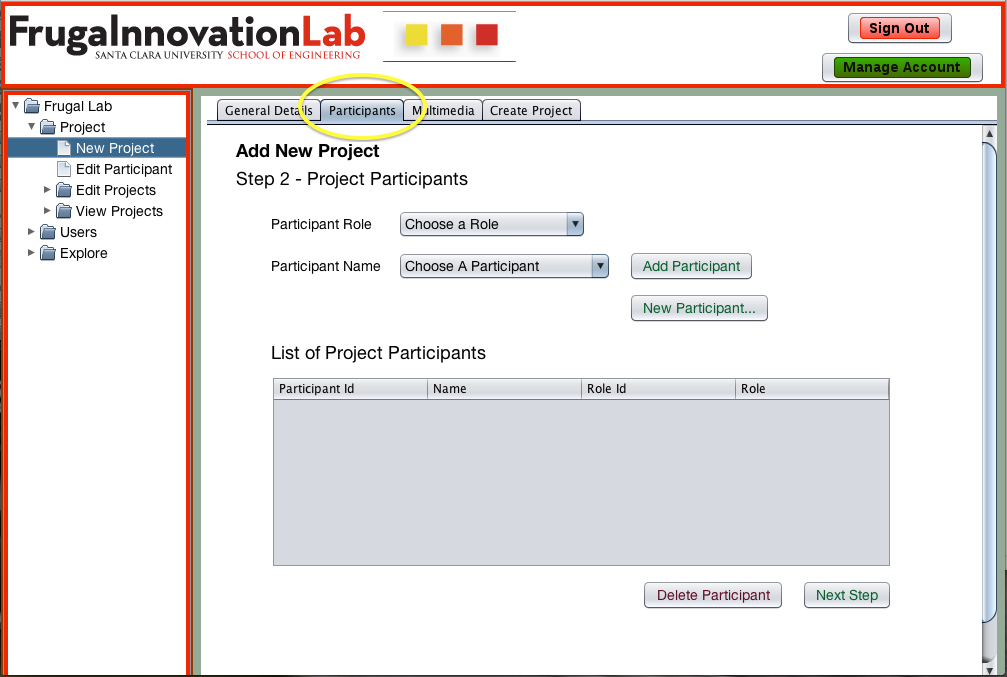 FrugalInnovationLab
SANTA CLARA UNIVERSITY SCHOOL OF ENGINEERING
Sign Out
Manage Account
Frugal Lab
Project
New Project
Edit Participant
Edit Projects
View Projects
Users
Explore
General Details Participants Multimedia Create Project
Add New Project
Step 2 - Project Participants
Participant Role Choose a Role
Participant Name Choose A Participant Add Participant
New Participant...
List of Project Participants
Participant Id Name Role Id Role
Delete Participant Next Step